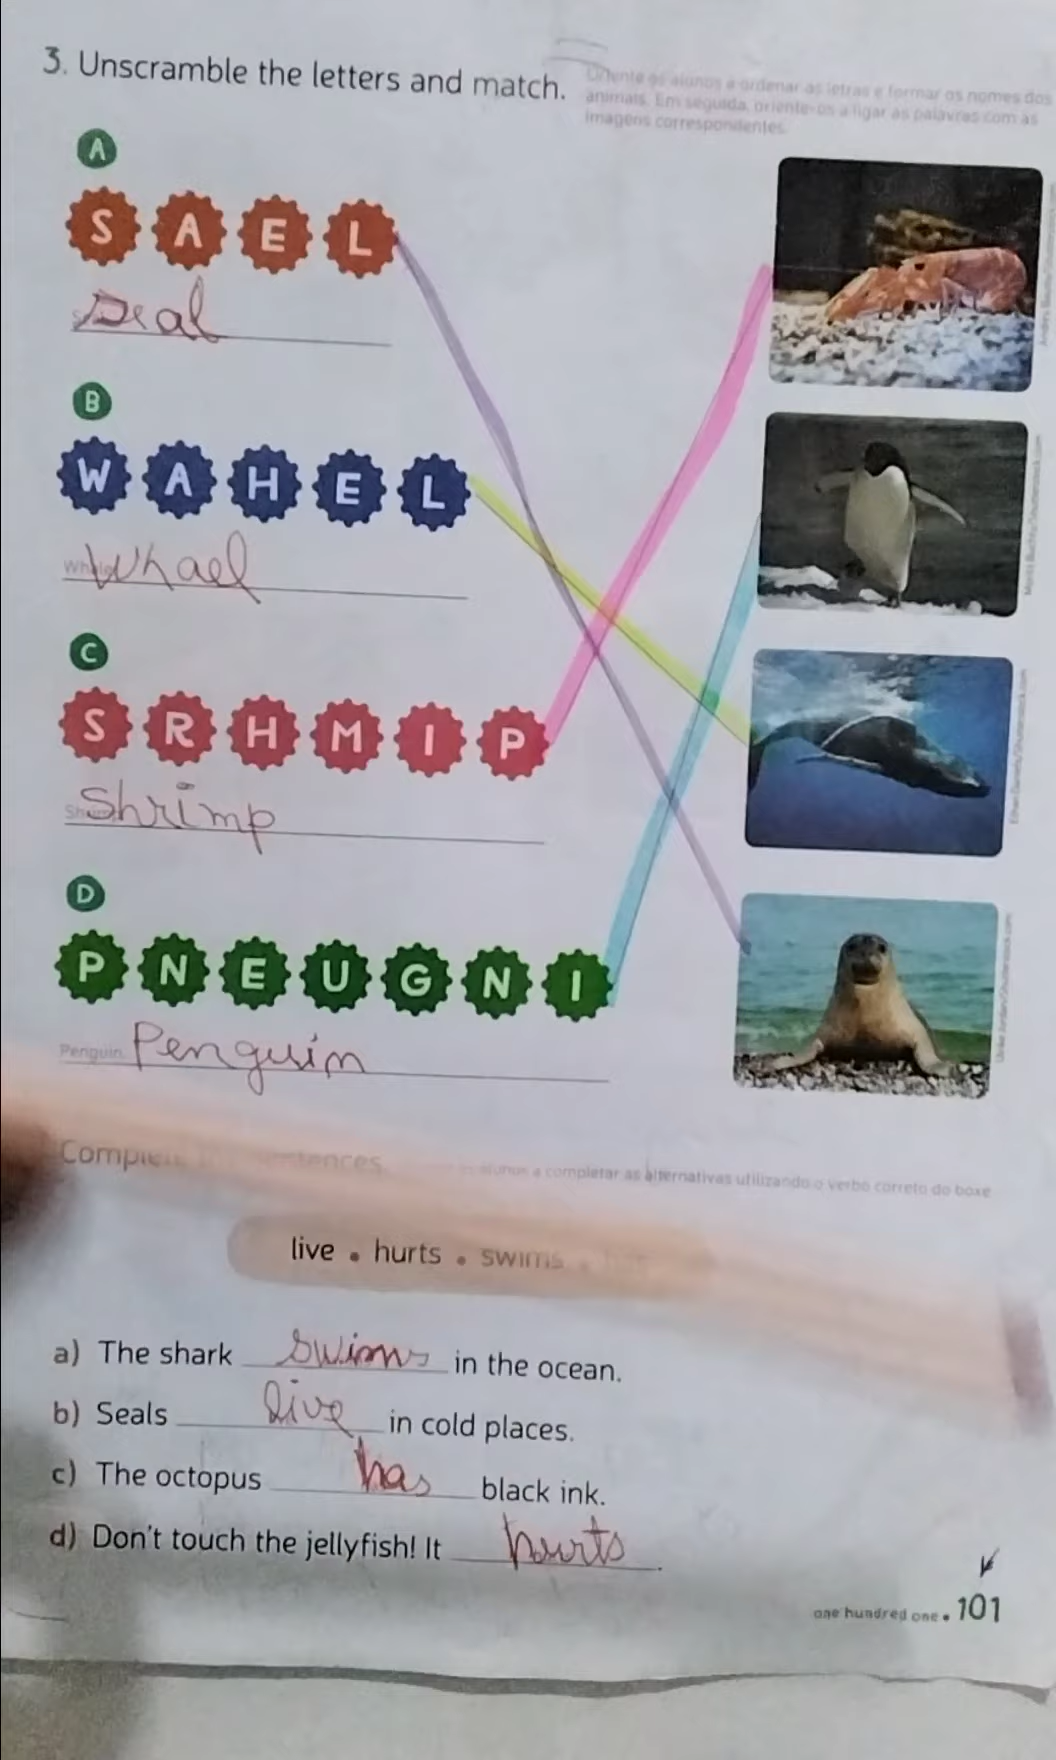 3. Unscramble the letters and match.
Oriente os alunos a ordenar as letras e formar os nomes dos
animais. Em seguida, oriente-os a ligar as palavras com as
imagens correspondentes.
A
S A E L
seal
B
W A H E L
Whael
C
S R H M I P
Shrimp
D
P N E U G N I
Penguin.
Penguin
Complete sentences.
os alunos a completar as alternativas utilizando o verbo correto do boxe
live • hurts • swims •
a) The shark swims in the ocean.
b) Seals live in cold places.
c) The octopus has black ink.
d) Don't touch the jellyfish! It hurts.
one hundred one • 101